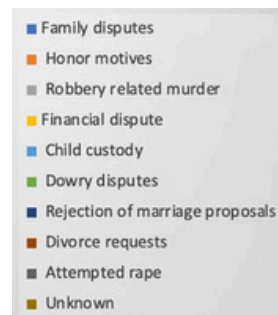 Family disputes
Honor motives
Robbery related murder
Financial dispute
Child custody
Dowry disputes
Rejection of marriage proposals
Divorce requests
Attempted rape
Unknown